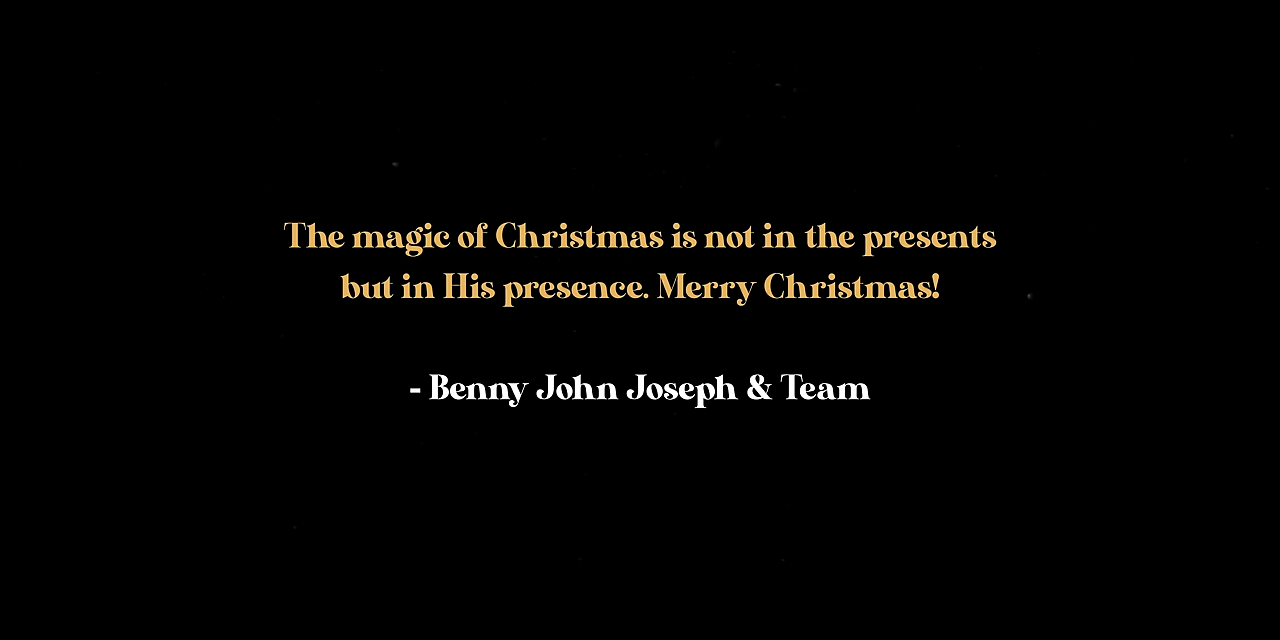 The magic of Christmas is not in the presents
but in His presence. Merry Christmas!
- Benny John Joseph & Team